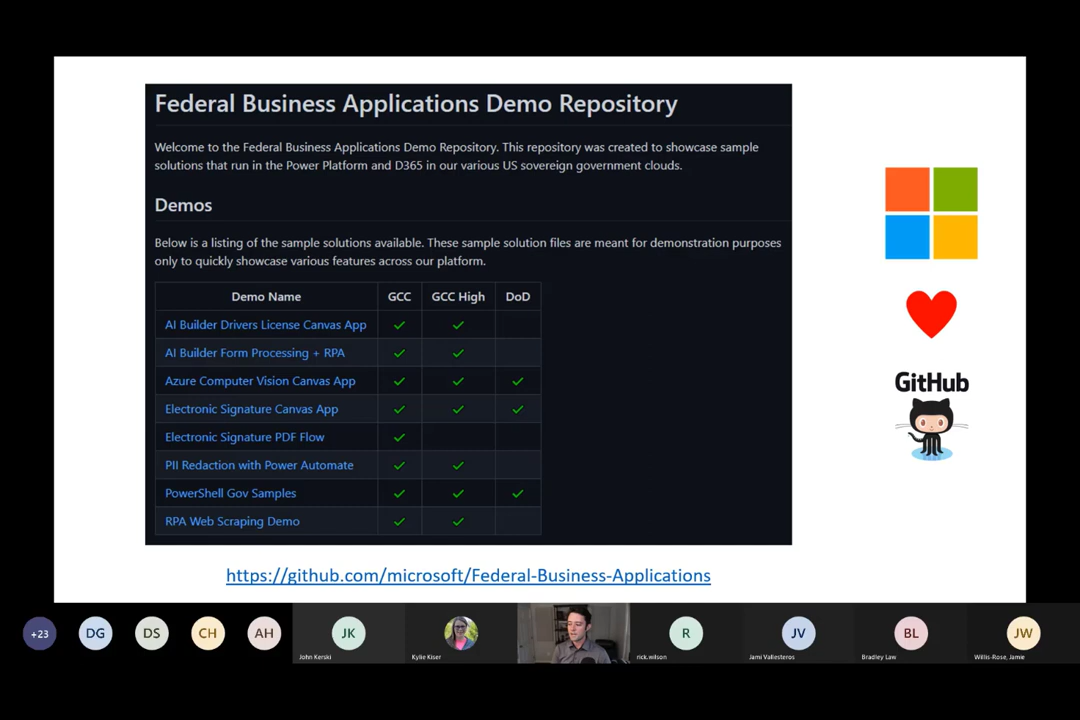 Federal Business Applications Demo Repository
Welcome to the Federal Business Applications Demo Repository. This repository was created to showcase sample
solutions that run in the Power Platform and D365 in our various US sovereign government clouds.
Demos
Below is a listing of the sample solutions available. These sample solution files are meant for demonstration purposes
only to quickly showcase various features across our platform.
Demo Name GCC GCC High DoD
AI Builder Drivers License Canvas App
AI Builder Form Processing + RPA
Azure Computer Vision Canvas App
Electronic Signature Canvas App
Electronic Signature PDF Flow
PII Redaction with Power Automate
PowerShell Gov Samples
RPA Web Scraping Demo
GitHub
https://github.com/microsoft/Federal-Business-Applications
+23 DG DS CH AH JK R JV BL JW
John Kerski Kylie Kiser rick.wilson Jami Vallesteros Bradley Law Willis-Rose, Jamie